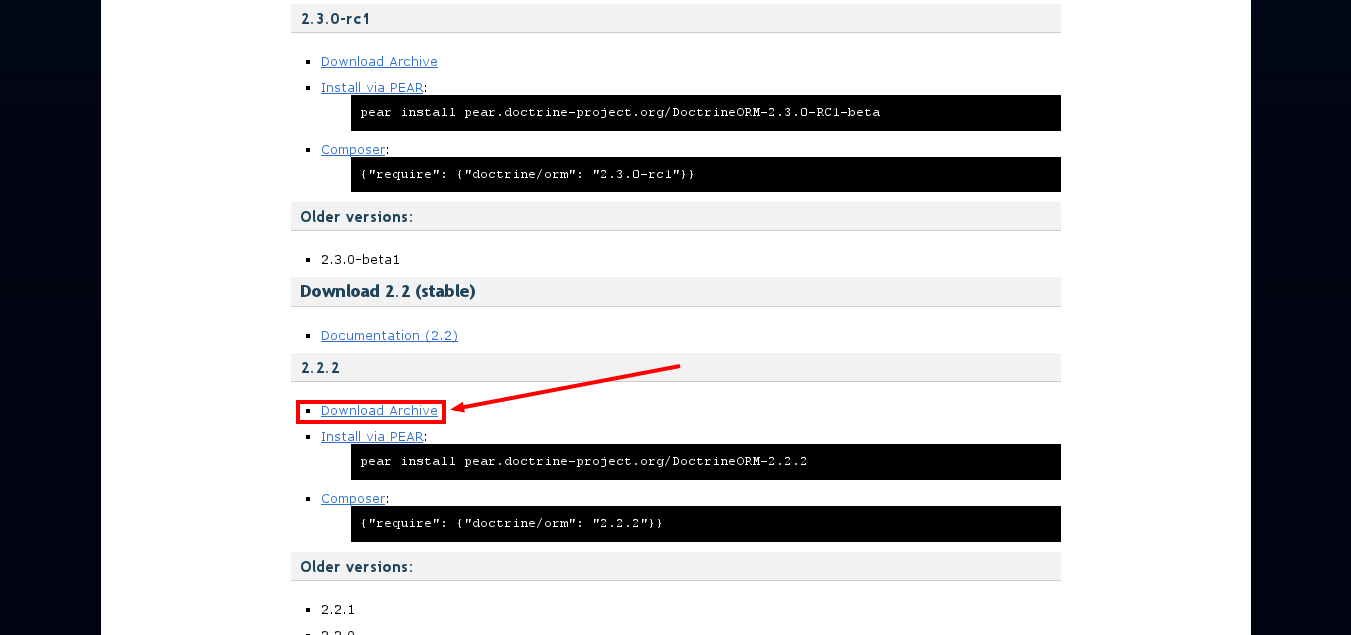 2.3.0-rc1
Download Archive
Install via PEAR:
pear install pear.doctrine-project.org/DoctrineORM-2.3.0-RC1-beta
Composer:
{"require": {"doctrine/orm": "2.3.0-rc1"}}
Older versions:
2.3.0-beta1
Download 2.2 (stable)
Documentation (2.2)
2.2.2
Download Archive
Install via PEAR:
pear install pear.doctrine-project.org/DoctrineORM-2.2.2
Composer:
{"require": {"doctrine/orm": "2.2.2"}}
Older versions:
2.2.1